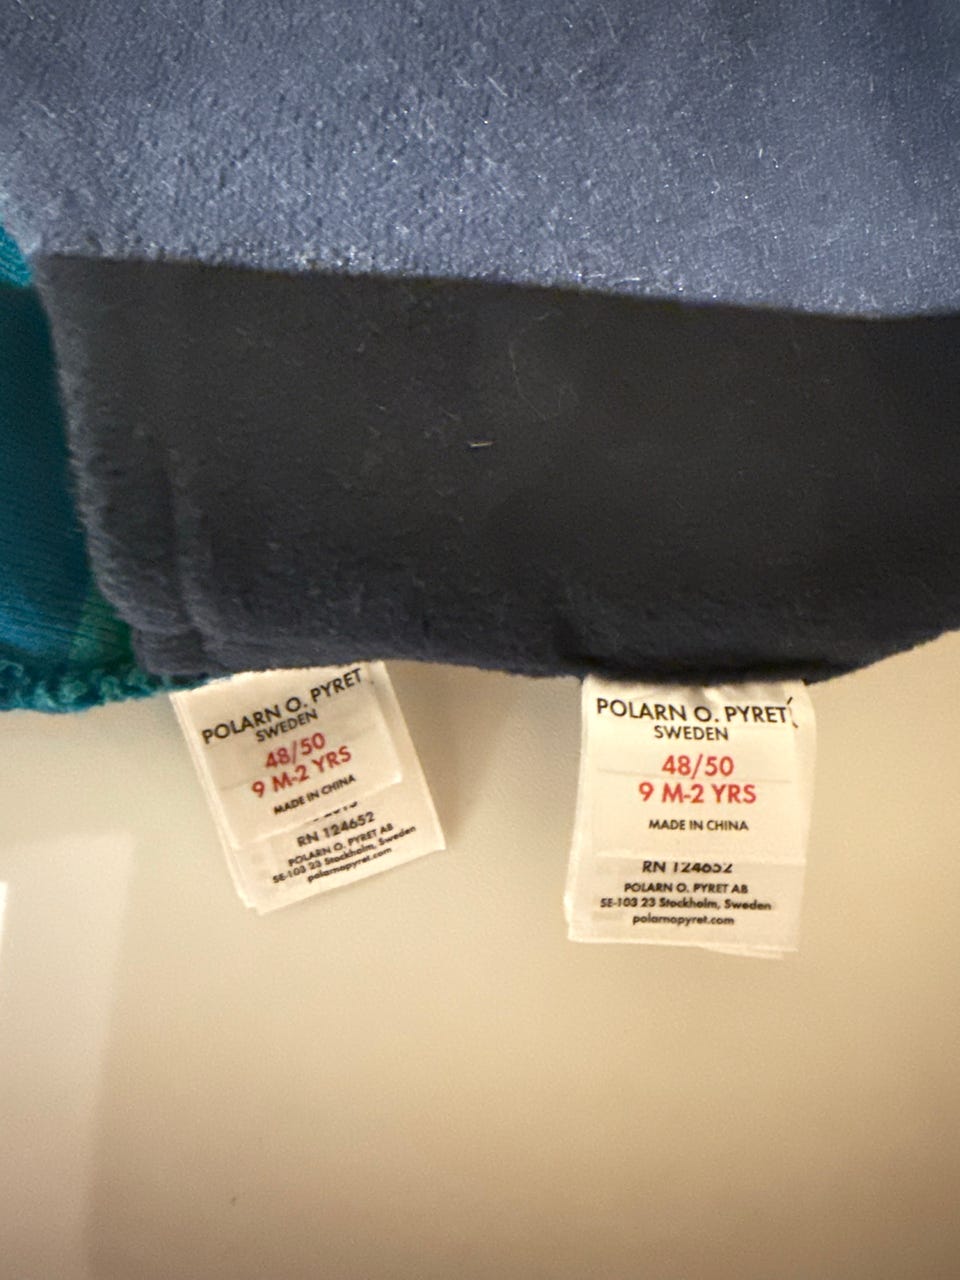 POLARN O. PYRET
SWEDEN
48/50
9 M-2 YRS
MADE IN CHINA
RN 124652
POLARN O. PYRET AB
SE-103 23 Stockholm, Sweden
polarnopyret.com
POLARN O. PYRET
SWEDEN
48/50
9 M-2 YRS
MADE IN CHINA
RN 124652
POLARN O. PYRET AB
SE-103 23 Stockholm, Sweden
polarnopyret.com